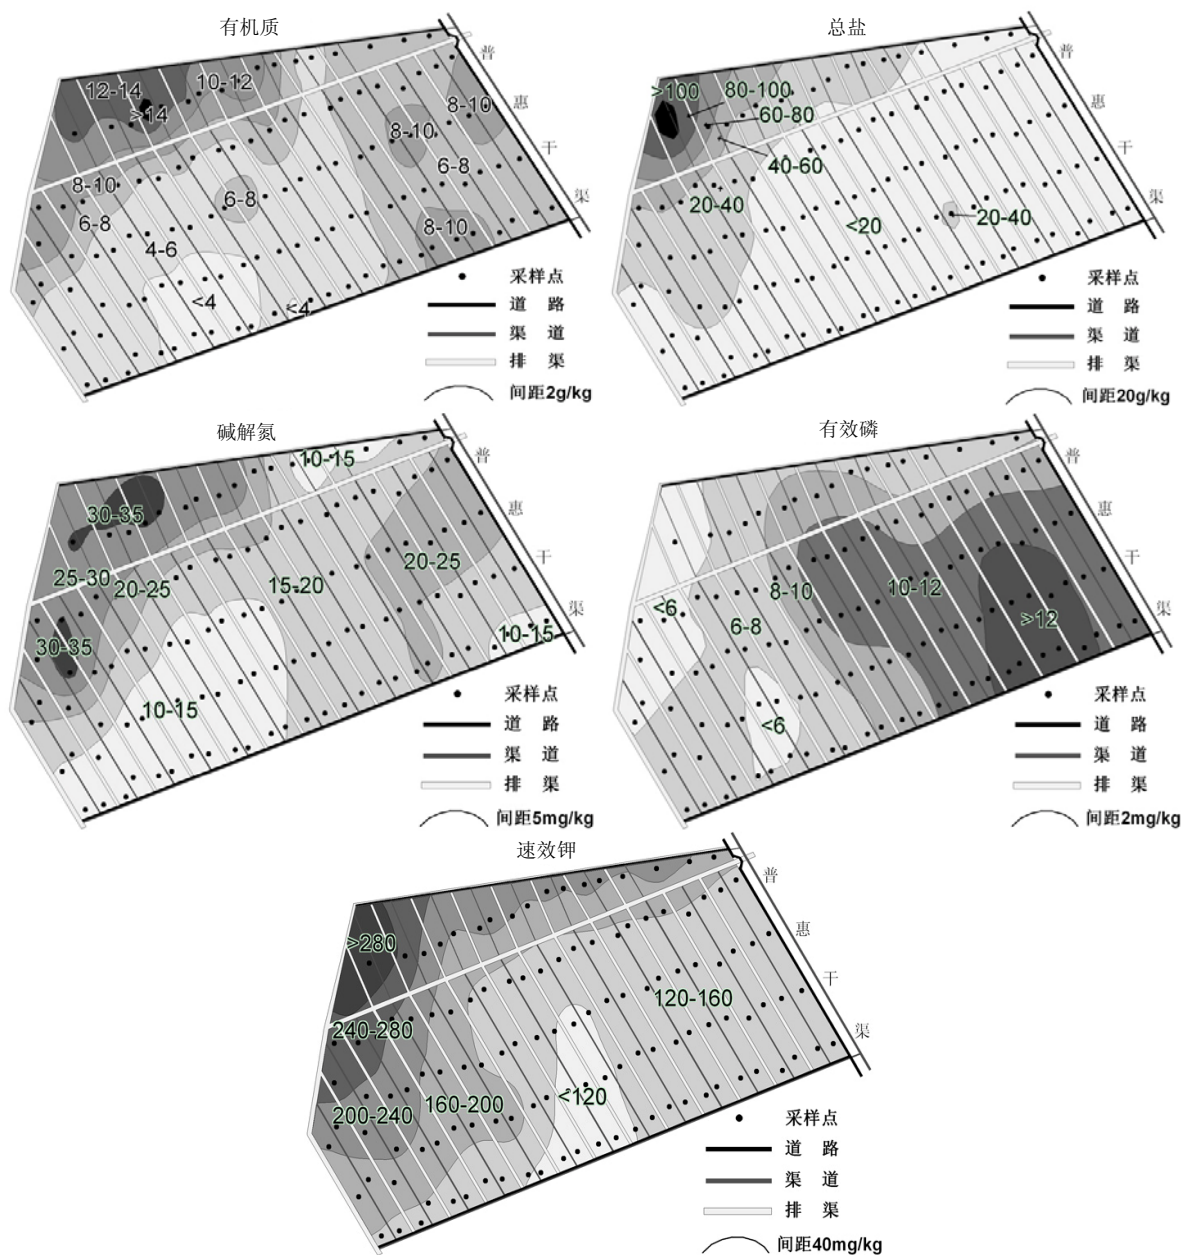 有机质
12-14
>14
10-12
8-10
8-10
6-8
8-10
6-8
6-8
4-6
8-10
<4
<4
普
惠
干
渠
采样点
道 路
渠 道
排 渠
间距2g/kg
总盐
>100
80-100
60-80
40-60
20-40
<20
20-40
普
惠
干
渠
采样点
道 路
渠 道
排 渠
间距20g/kg
碱解氮
10-15
30-35
25-30
20-25
15-20
20-25
30-35
10-15
10-15
普
惠
干
渠
采样点
道 路
渠 道
排 渠
间距5mg/kg
有效磷
<6
6-8
8-10
10-12
>12
<6
普
惠
干
渠
采样点
道 路
渠 道
排 渠
间距2mg/kg
速效钾
>280
240-280
200-240
160-200
<120
120-160
普
惠
干
渠
采样点
道 路
渠 道
排 渠
间距40mg/kg